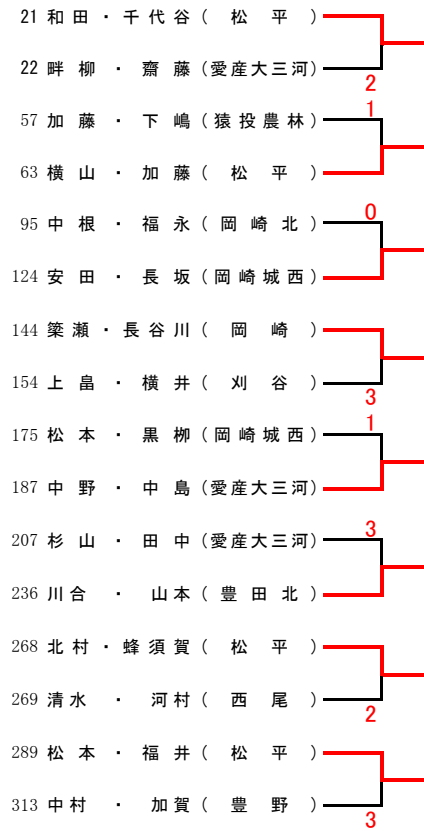 21 和田・千代谷（松平）
22 畔柳・齋藤（愛産大三河）
2
1
57 加藤・下嶋（猿投農林）
63 横山・加藤（松平）
0
95 中根・福永（岡崎北）
124 安田・長坂（岡崎城西）
144 簗瀬・長谷川（岡崎）
154 上畠・横井（刈谷）
3
1
175 松本・黒栁（岡崎城西）
187 中野・中島（愛産大三河）
3
207 杉山・田中（愛産大三河）
236 川合・山本（豊田北）
268 北村・蜂須賀（松平）
269 清水・河村（西尾）
2
289 松本・福井（松平）
313 中村・加賀（豊野）
3